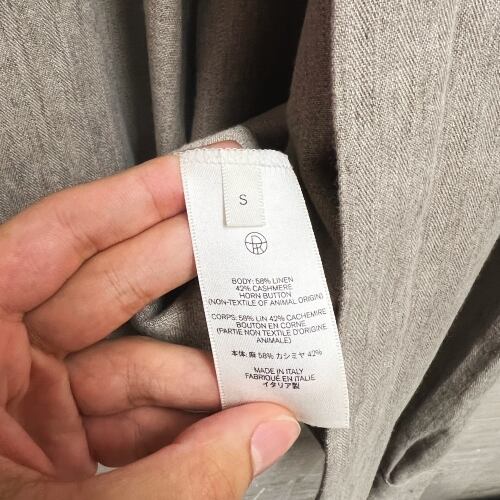 S
BODY: 58% LINEN
42% CASHMERE
HORN BUTTON
(NON-TEXTILE OF ANIMAL ORIGIN)
CORPS: 58% LIN 42% CACHEMIRE
BOUTON EN CORNE
(PARTIE NON TEXTILE D'ORIGINE
ANIMALE)
本体: 麻 58% カシミヤ 42%
MADE IN ITALY
FABRIQUÉ EN ITALIE
イタリア製